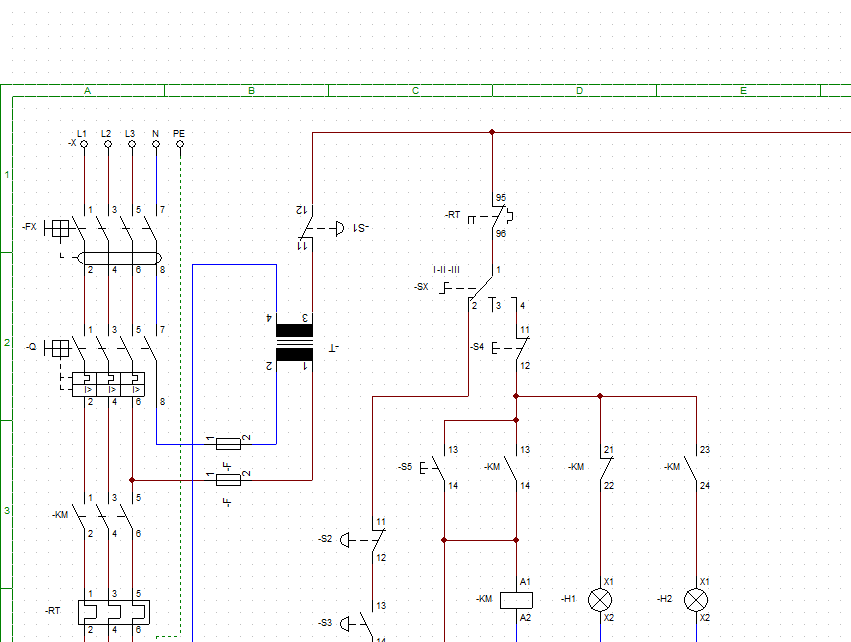 A B C D E
L1 L2 L3 N PE
-X
1
12
95
-RT
96
1 3 5 7
-FX
-S1
11
2 4 6 8
I -II -III 1
-SX
2 3 4
4 3
1 3 5 7
11
-Q
2
-T
-S4
2 1
12
I> I> I>
2 4 6 8
1 2
-F
13 13 21 23
-S5 -KM -KM -KM
14 14 22 24
1 2
-F
1 3 5
-KM
3
2 4 6
11
-S2
12
A1 X1 X1
1 3 5
-KM -H1 -H2
-RT
13
A2 X2 X2
-S3
2 4 6
14